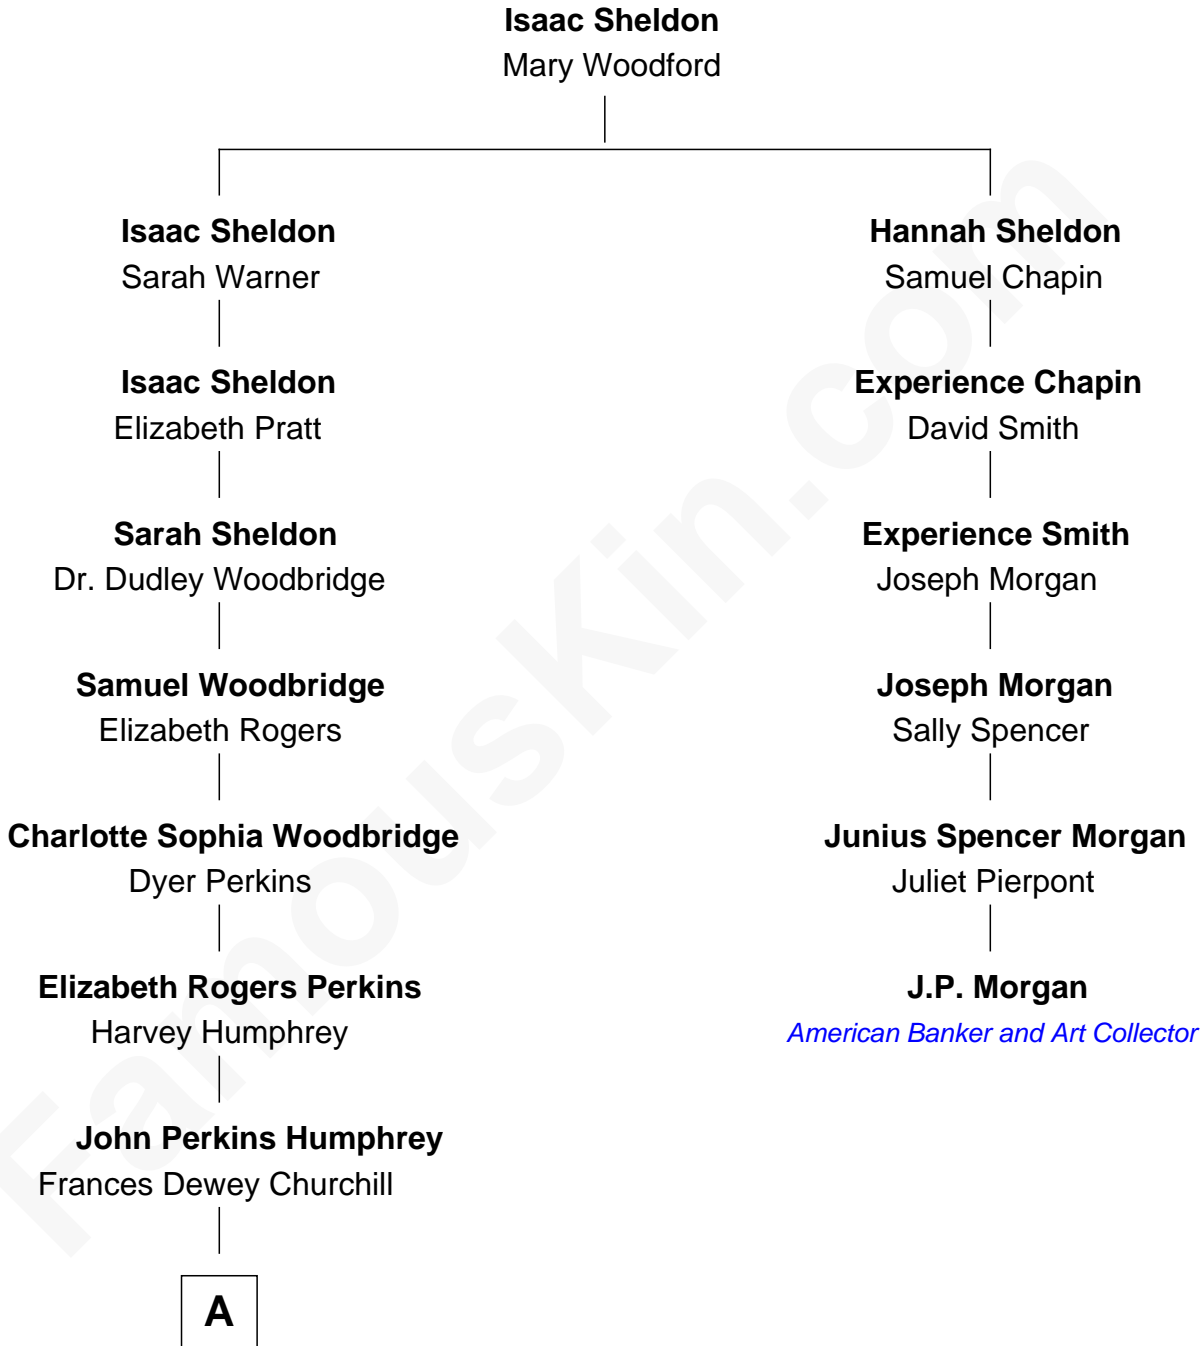 Isaac Sheldon
Mary Woodford
Isaac Sheldon
Sarah Warner
Isaac Sheldon
Elizabeth Pratt
Sarah Sheldon
Dr. Dudley Woodbridge
Samuel Woodbridge
Elizabeth Rogers
Charlotte Sophia Woodbridge
Dyer Perkins
Elizabeth Rogers Perkins
Harvey Humphrey
John Perkins Humphrey
Frances Dewey Churchill
A
Hannah Sheldon
Samuel Chapin
Experience Chapin
David Smith
Experience Smith
Joseph Morgan
Joseph Morgan
Sally Spencer
Junius Spencer Morgan
Juliet Pierpont
J.P. Morgan
American Banker and Art Collector
FamousKin.com